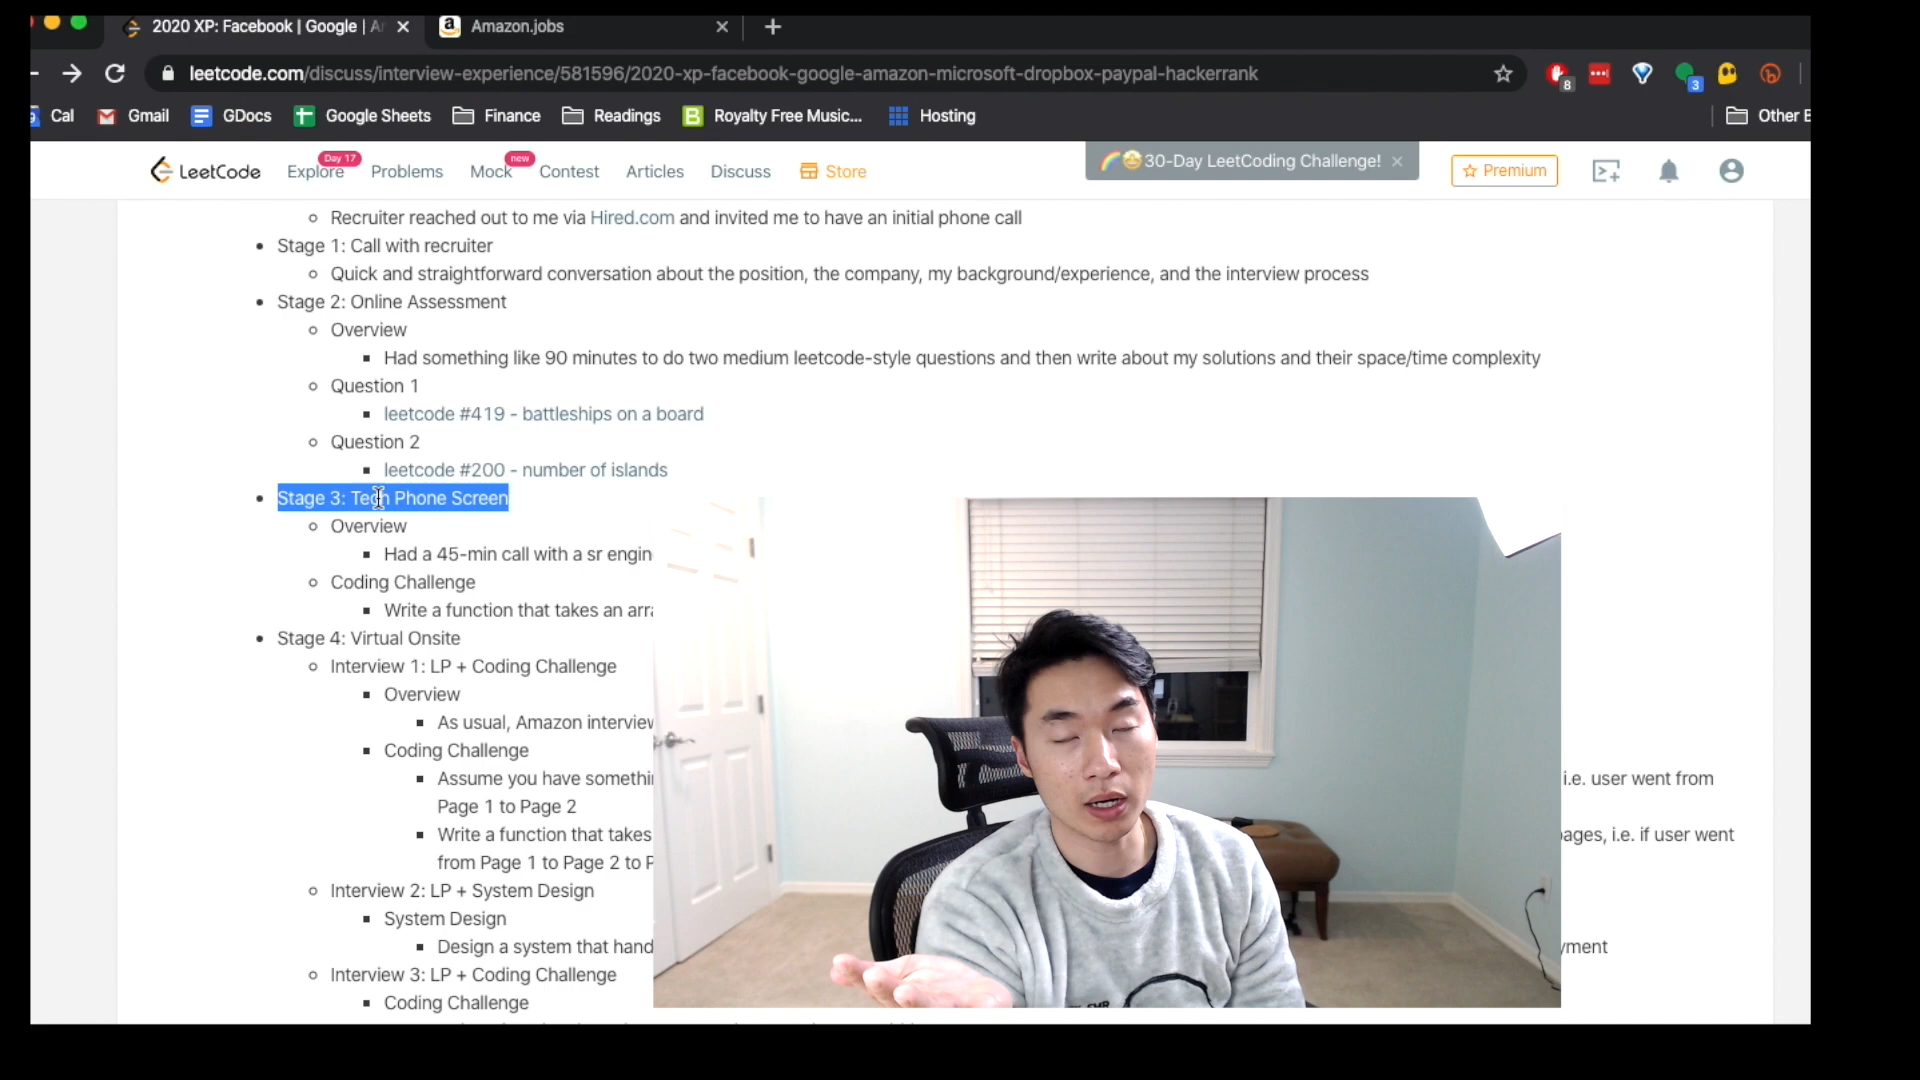 2020 XP: Facebook | Google |
Amazon.jobs
leetcode.com/discuss/interview-experience/581596/2020-xp-facebook-google-amazon-microsoft-dropbox-paypal-hackerrank
8
3
Cal
Gmail
GDocs
Google Sheets
Finance
Readings
Royalty Free Music...
Hosting
Other B
LeetCode
Explore
Day 17
Problems
Mock
new
Contest
Articles
Discuss
Store
30-Day LeetCoding Challenge!
Premium
Recruiter reached out to me via Hired.com and invited me to have an initial phone call
Stage 1: Call with recruiter
Quick and straightforward conversation about the position, the company, my background/experience, and the interview process
Stage 2: Online Assessment
Overview
Had something like 90 minutes to do two medium leetcode-style questions and then write about my solutions and their space/time complexity
Question 1
leetcode #419 - battleships on a board
Question 2
leetcode #200 - number of islands
Stage 3: Tech Phone Screen
Overview
Had a 45-min call with a sr engin
Coding Challenge
Write a function that takes an arra
Stage 4: Virtual Onsite
Interview 1: LP + Coding Challenge
Overview
As usual, Amazon interview
Coding Challenge
Assume you have somethin i.e. user went from
Page 1 to Page 2
Write a function that takes ages, i.e. if user went
from Page 1 to Page 2 to P
Interview 2: LP + System Design
System Design
Design a system that hand yment
Interview 3: LP + Coding Challenge
Coding Challenge